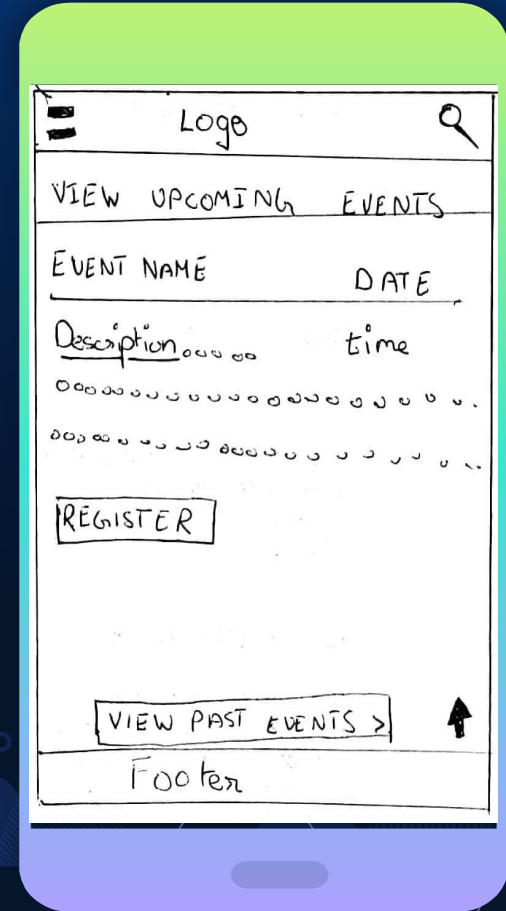 Logo
VIEW UPCOMING EVENTS
EVENT NAME DATE
Description time
REGISTER
VIEW PAST EVENTS >
Footer